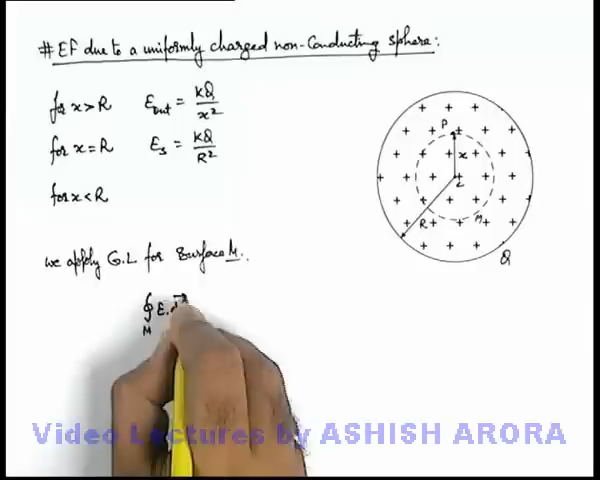 # EF due to a uniformly charged non-Conducting sphere:
for x > R E_out = KQ/x²
for x = R E_s = KQ/R²
for x < R
we apply G.L for Surface M.
∮_M E.d
P
x
C
R
M
Q
Video Lectures by ASHISH ARORA